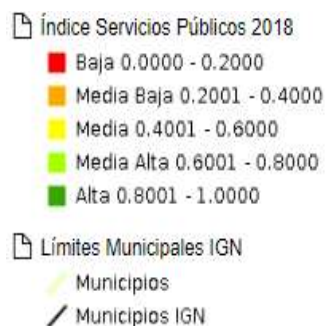 Índice Servicios Públicos 2018
Baja 0.0000 - 0.2000
Media Baja 0.2001 - 0.4000
Media 0.4001 - 0.6000
Media Alta 0.6001 - 0.8000
Alta 0.8001 - 1.0000
Límites Municipales IGN
Municipios
Municipios IGN